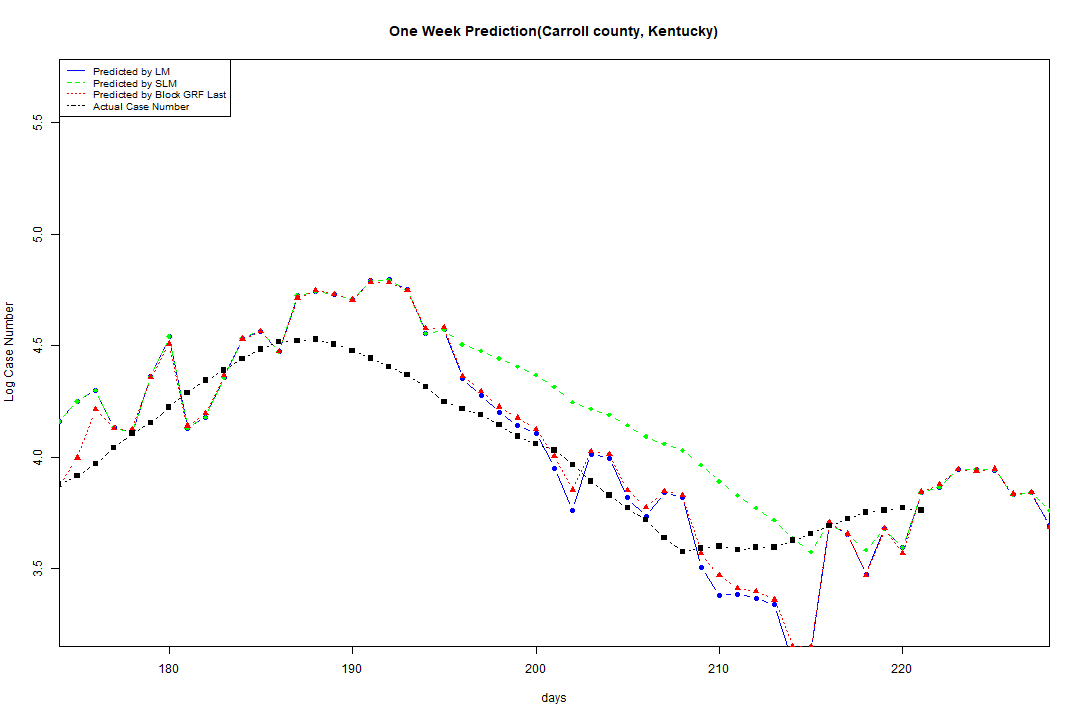 One Week Prediction(Carroll county, Kentucky)
Predicted by LM
Predicted by SLM
Predicted by Block GRF Last
Actual Case Number
5.5
5.0
4.5
4.0
3.5
Log Case Number
180
190
200
210
220
days